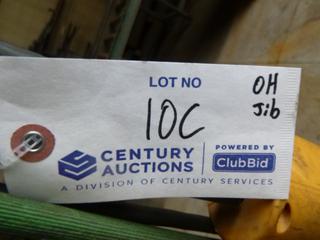 LOT NO
OH
Jib
10C
CENTURY
AUCTIONS
POWERED BY
ClubBid
A DIVISION OF CENTURY SERVICES